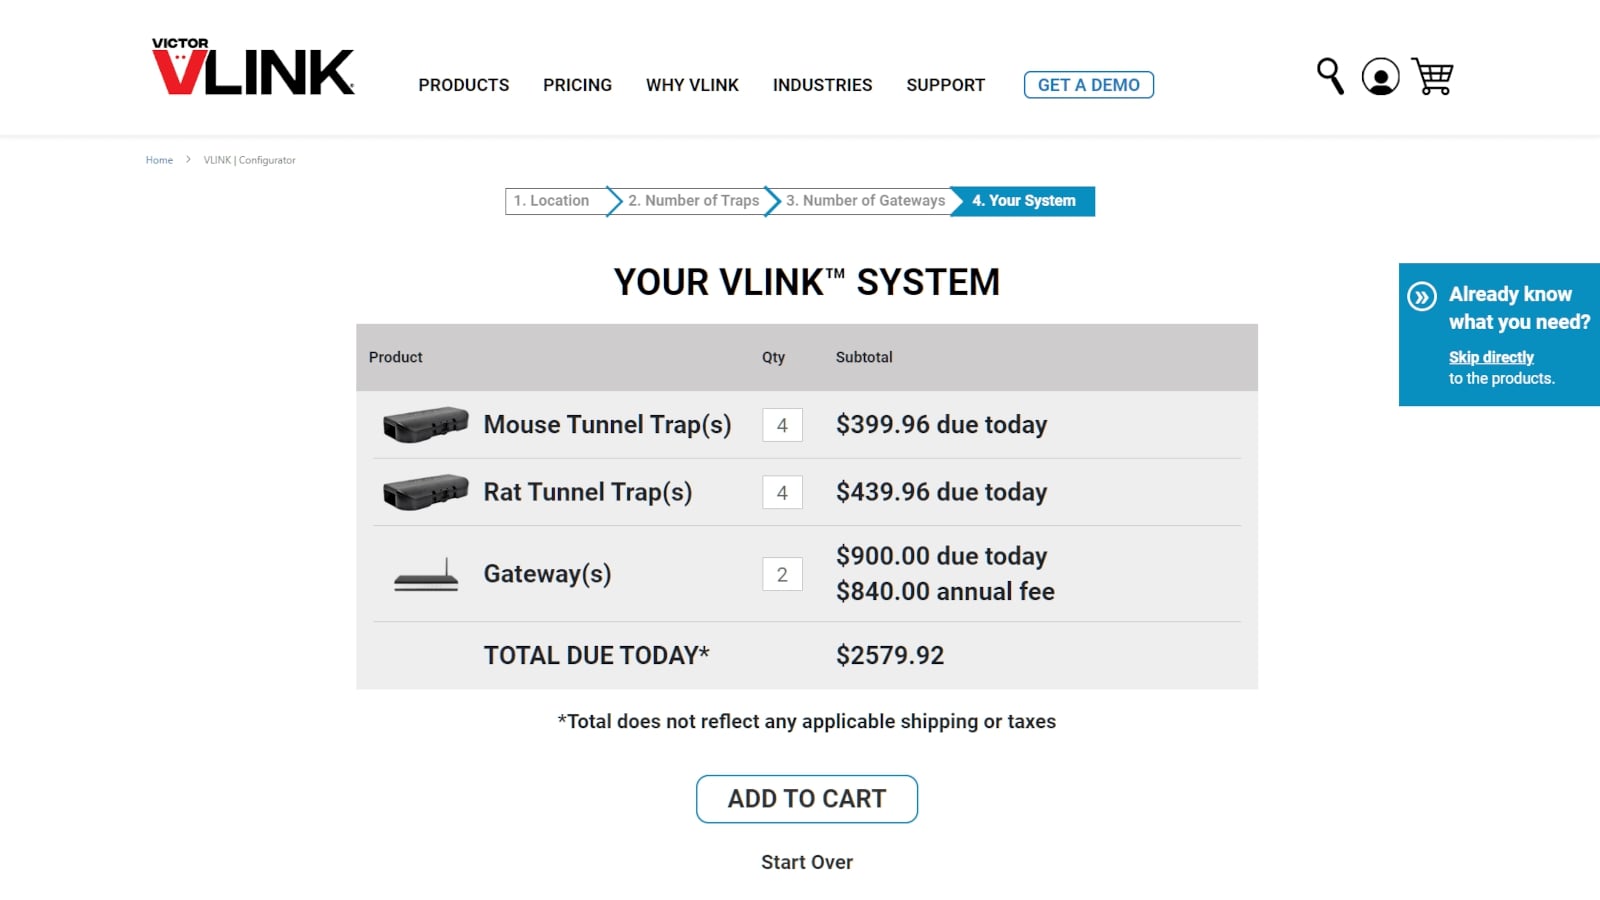 VICTOR
VLINK
PRODUCTS PRICING WHY VLINK INDUSTRIES SUPPORT GET A DEMO
Home > VLINK | Configurator
1. Location 2. Number of Traps 3. Number of Gateways 4. Your System
YOUR VLINK™ SYSTEM
Already know
what you need?
Skip directly
to the products.
Product Qty Subtotal
Mouse Tunnel Trap(s) 4 $399.96 due today
Rat Tunnel Trap(s) 4 $439.96 due today
Gateway(s) 2 $900.00 due today
$840.00 annual fee
TOTAL DUE TODAY* $2579.92
*Total does not reflect any applicable shipping or taxes
ADD TO CART
Start Over